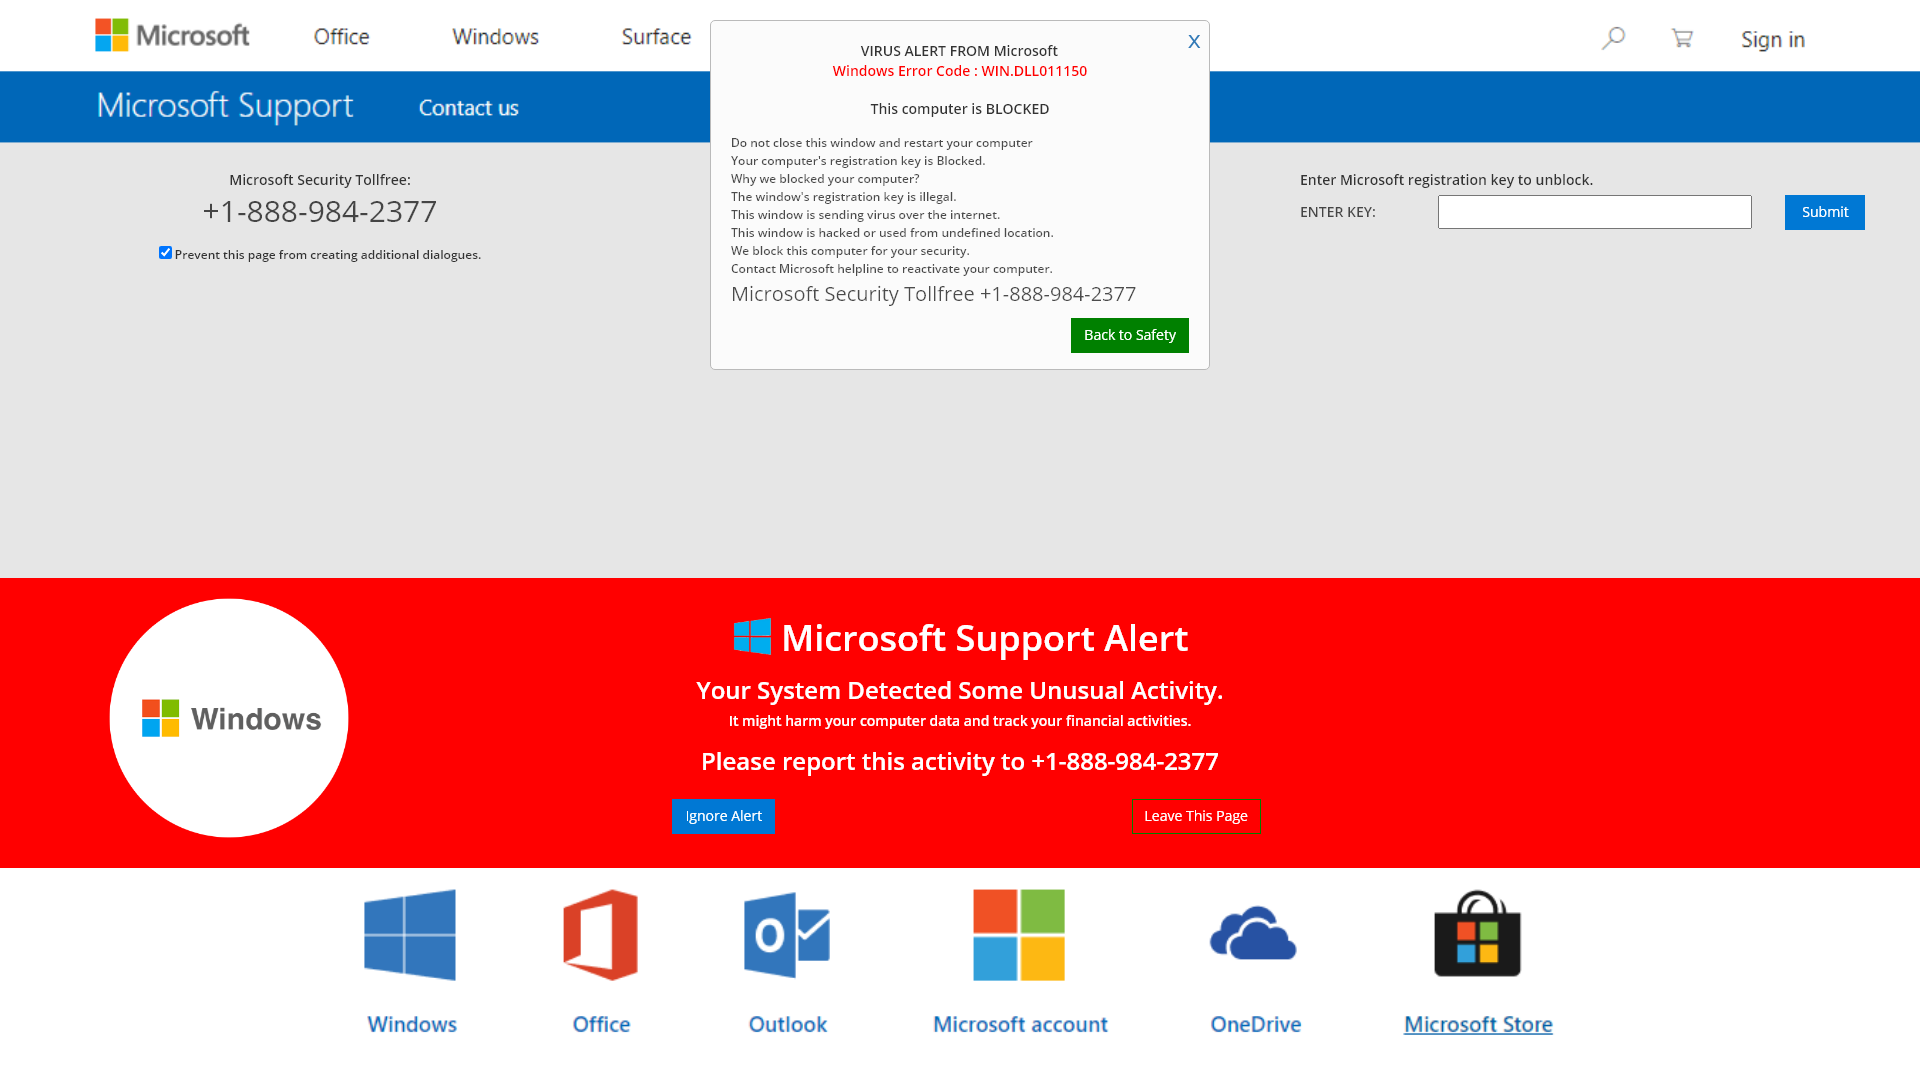 Microsoft
Office
Windows
Surface
Sign in
Microsoft Support
Contact us
X
VIRUS ALERT FROM Microsoft
Windows Error Code : WIN.DLL011150
This computer is BLOCKED
Do not close this window and restart your computer
Your computer's registration key is Blocked.
Why we blocked your computer?
The window's registration key is illegal.
This window is sending virus over the internet.
This window is hacked or used from undefined location.
We block this computer for your security.
Contact Microsoft helpline to reactivate your computer.
Microsoft Security Tollfree +1-888-984-2377
Back to Safety
Microsoft Security Tollfree:
+1-888-984-2377
Prevent this page from creating additional dialogues.
Enter Microsoft registration key to unblock.
ENTER KEY:
Submit
Windows
Microsoft Support Alert
Your System Detected Some Unusual Activity.
It might harm your computer data and track your financial activities.
Please report this activity to +1-888-984-2377
Ignore Alert
Leave This Page
Windows
Office
Outlook
Microsoft account
OneDrive
Microsoft Store